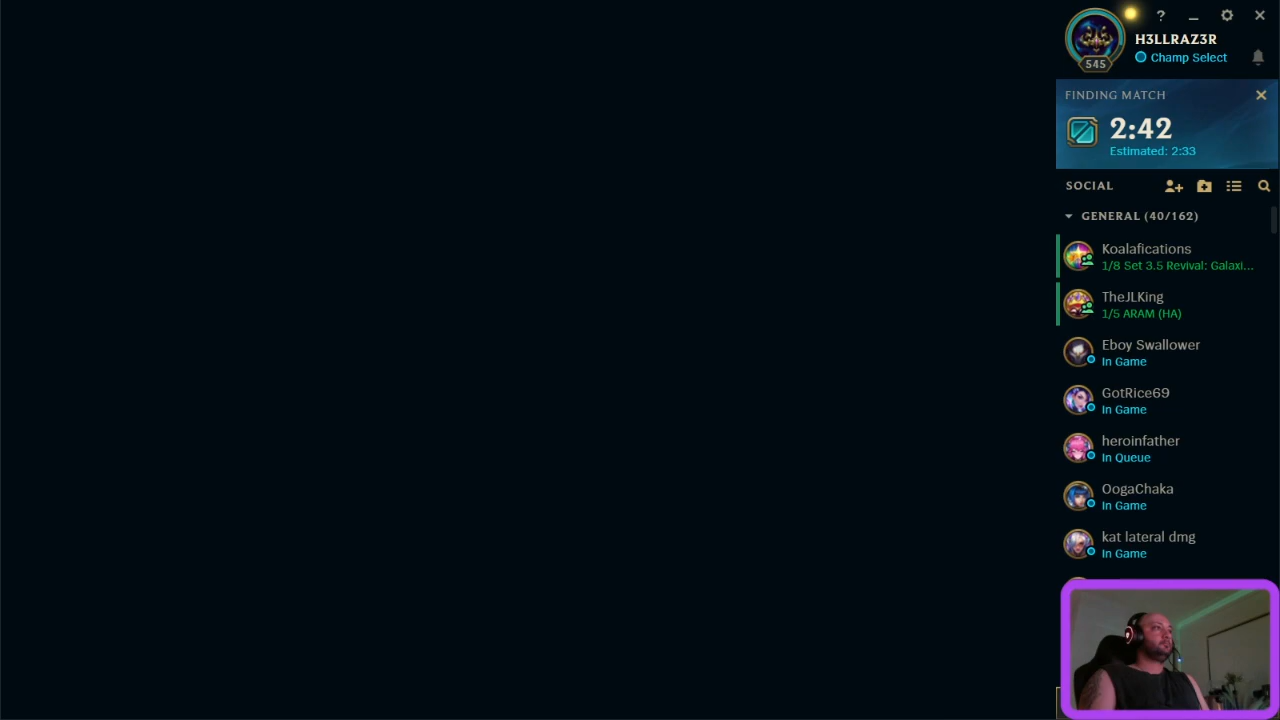 ?
H3LLRAZ3R
545
Champ Select
FINDING MATCH
2:42
Estimated: 2:33
SOCIAL
GENERAL (40/162)
Koalafications
1/8 Set 3.5 Revival: Galaxi...
TheJLKing
1/5 ARAM (HA)
Eboy Swallower
In Game
GotRice69
In Game
heroinfather
In Queue
OogaChaka
In Game
kat lateral dmg
In Game